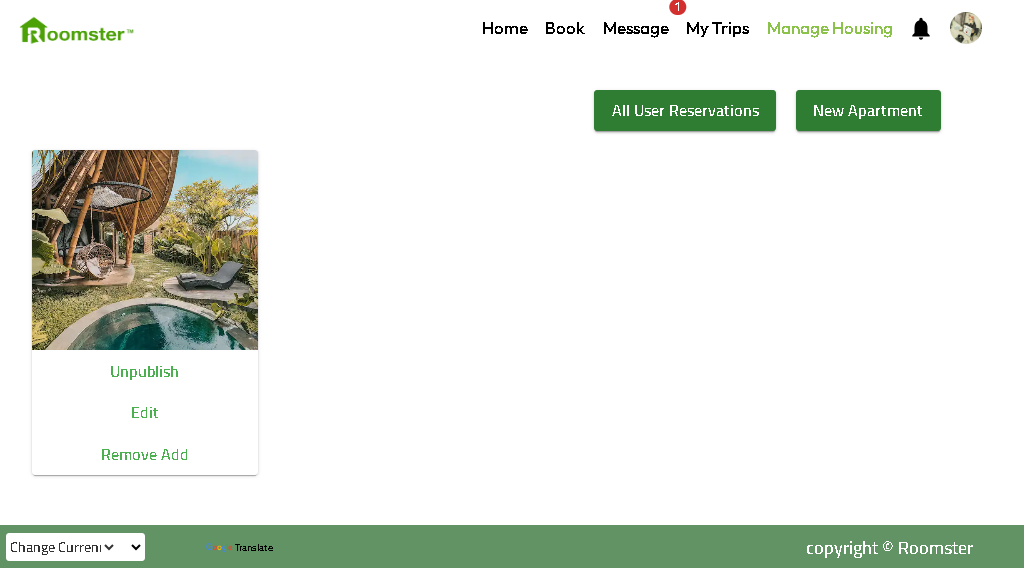 Roomster™
Home Book Message 1 My Trips Manage Housing
All User Reservations New Apartment
Unpublish
Edit
Remove Add
Change Curren
Translate
copyright © Roomster